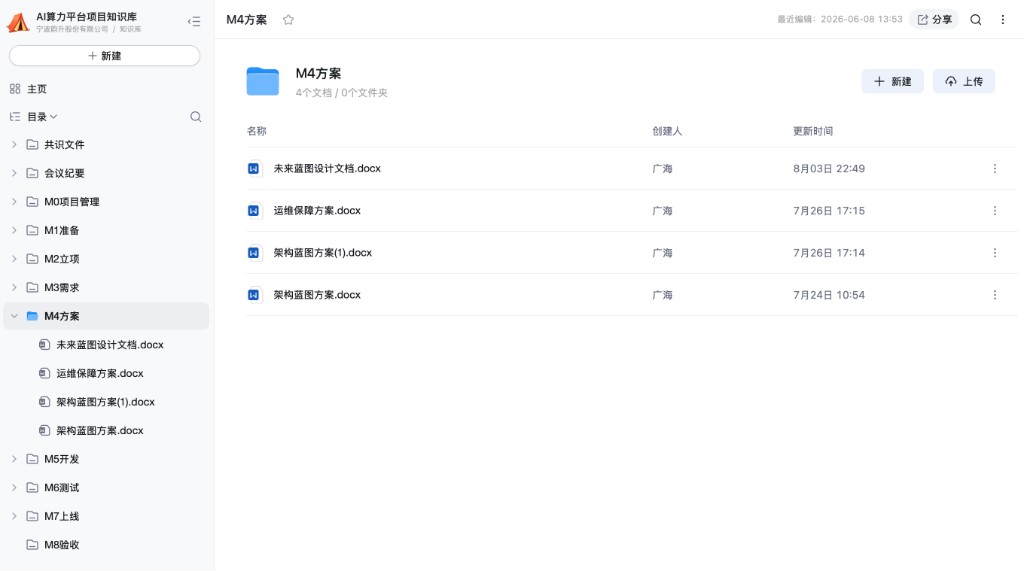 AI算力平台项目知识库
宁波韵升股份有限公司 / 知识库
新建
主页
目录
共识文件
会议纪要
M0项目管理
M1准备
M2立项
M3需求
M4方案
未来蓝图设计文档.docx
运维保障方案.docx
架构蓝图方案(1).docx
架构蓝图方案.docx
M5开发
M6测试
M7上线
M8验收
M4方案
最近编辑：2026-06-08 13:53
分享
M4方案
4个文档 / 0个文件夹
新建
上传
名称 创建人 更新时间
未来蓝图设计文档.docx 广海 8月03日 22:49
运维保障方案.docx 广海 7月26日 17:15
架构蓝图方案(1).docx 广海 7月26日 17:14
架构蓝图方案.docx 广海 7月24日 10:54